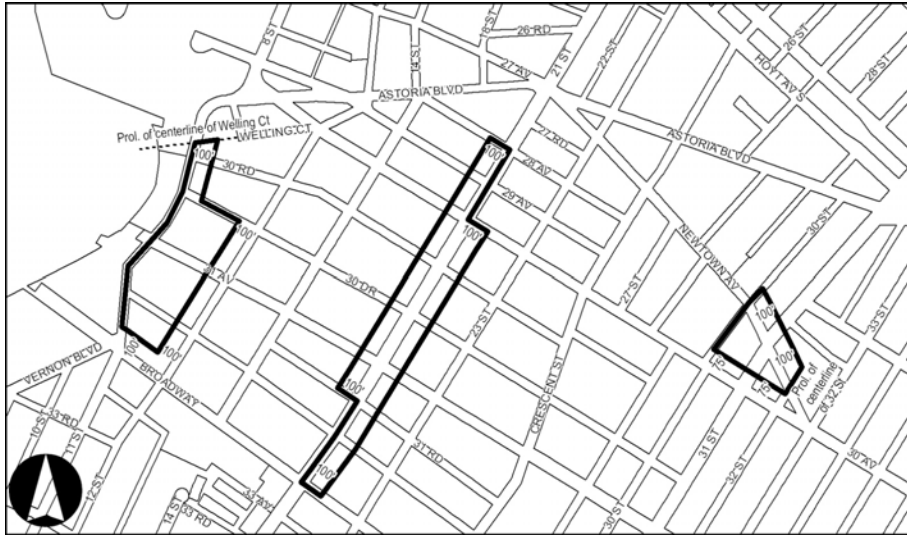 8 ST
18 ST
26 RD
22 ST
26 ST
28 ST
14 ST
27 AV
21 ST
HOYT AV S
ASTORIA BLVD
Prol. of centerline of Welling Ct
WELLING CT
100'
30 RD
100'
27 RD
28 AV
29 AV
ASTORIA BLVD
30 ST
100'
100'
31 AV
30 DR
23 ST
27 ST
NEWTOWN AV
100'
33 ST
100'
75'
75'
Prol. of
centerline
of 32 St
100'
100'
VERNON BLVD
BROADWAY
100'
CRESCENT ST
33 RD
10 ST
11 ST
12 ST
31 RD
31 ST
32 ST
30 AV
100'
33 AV
14 ST
33 RD
30 ST